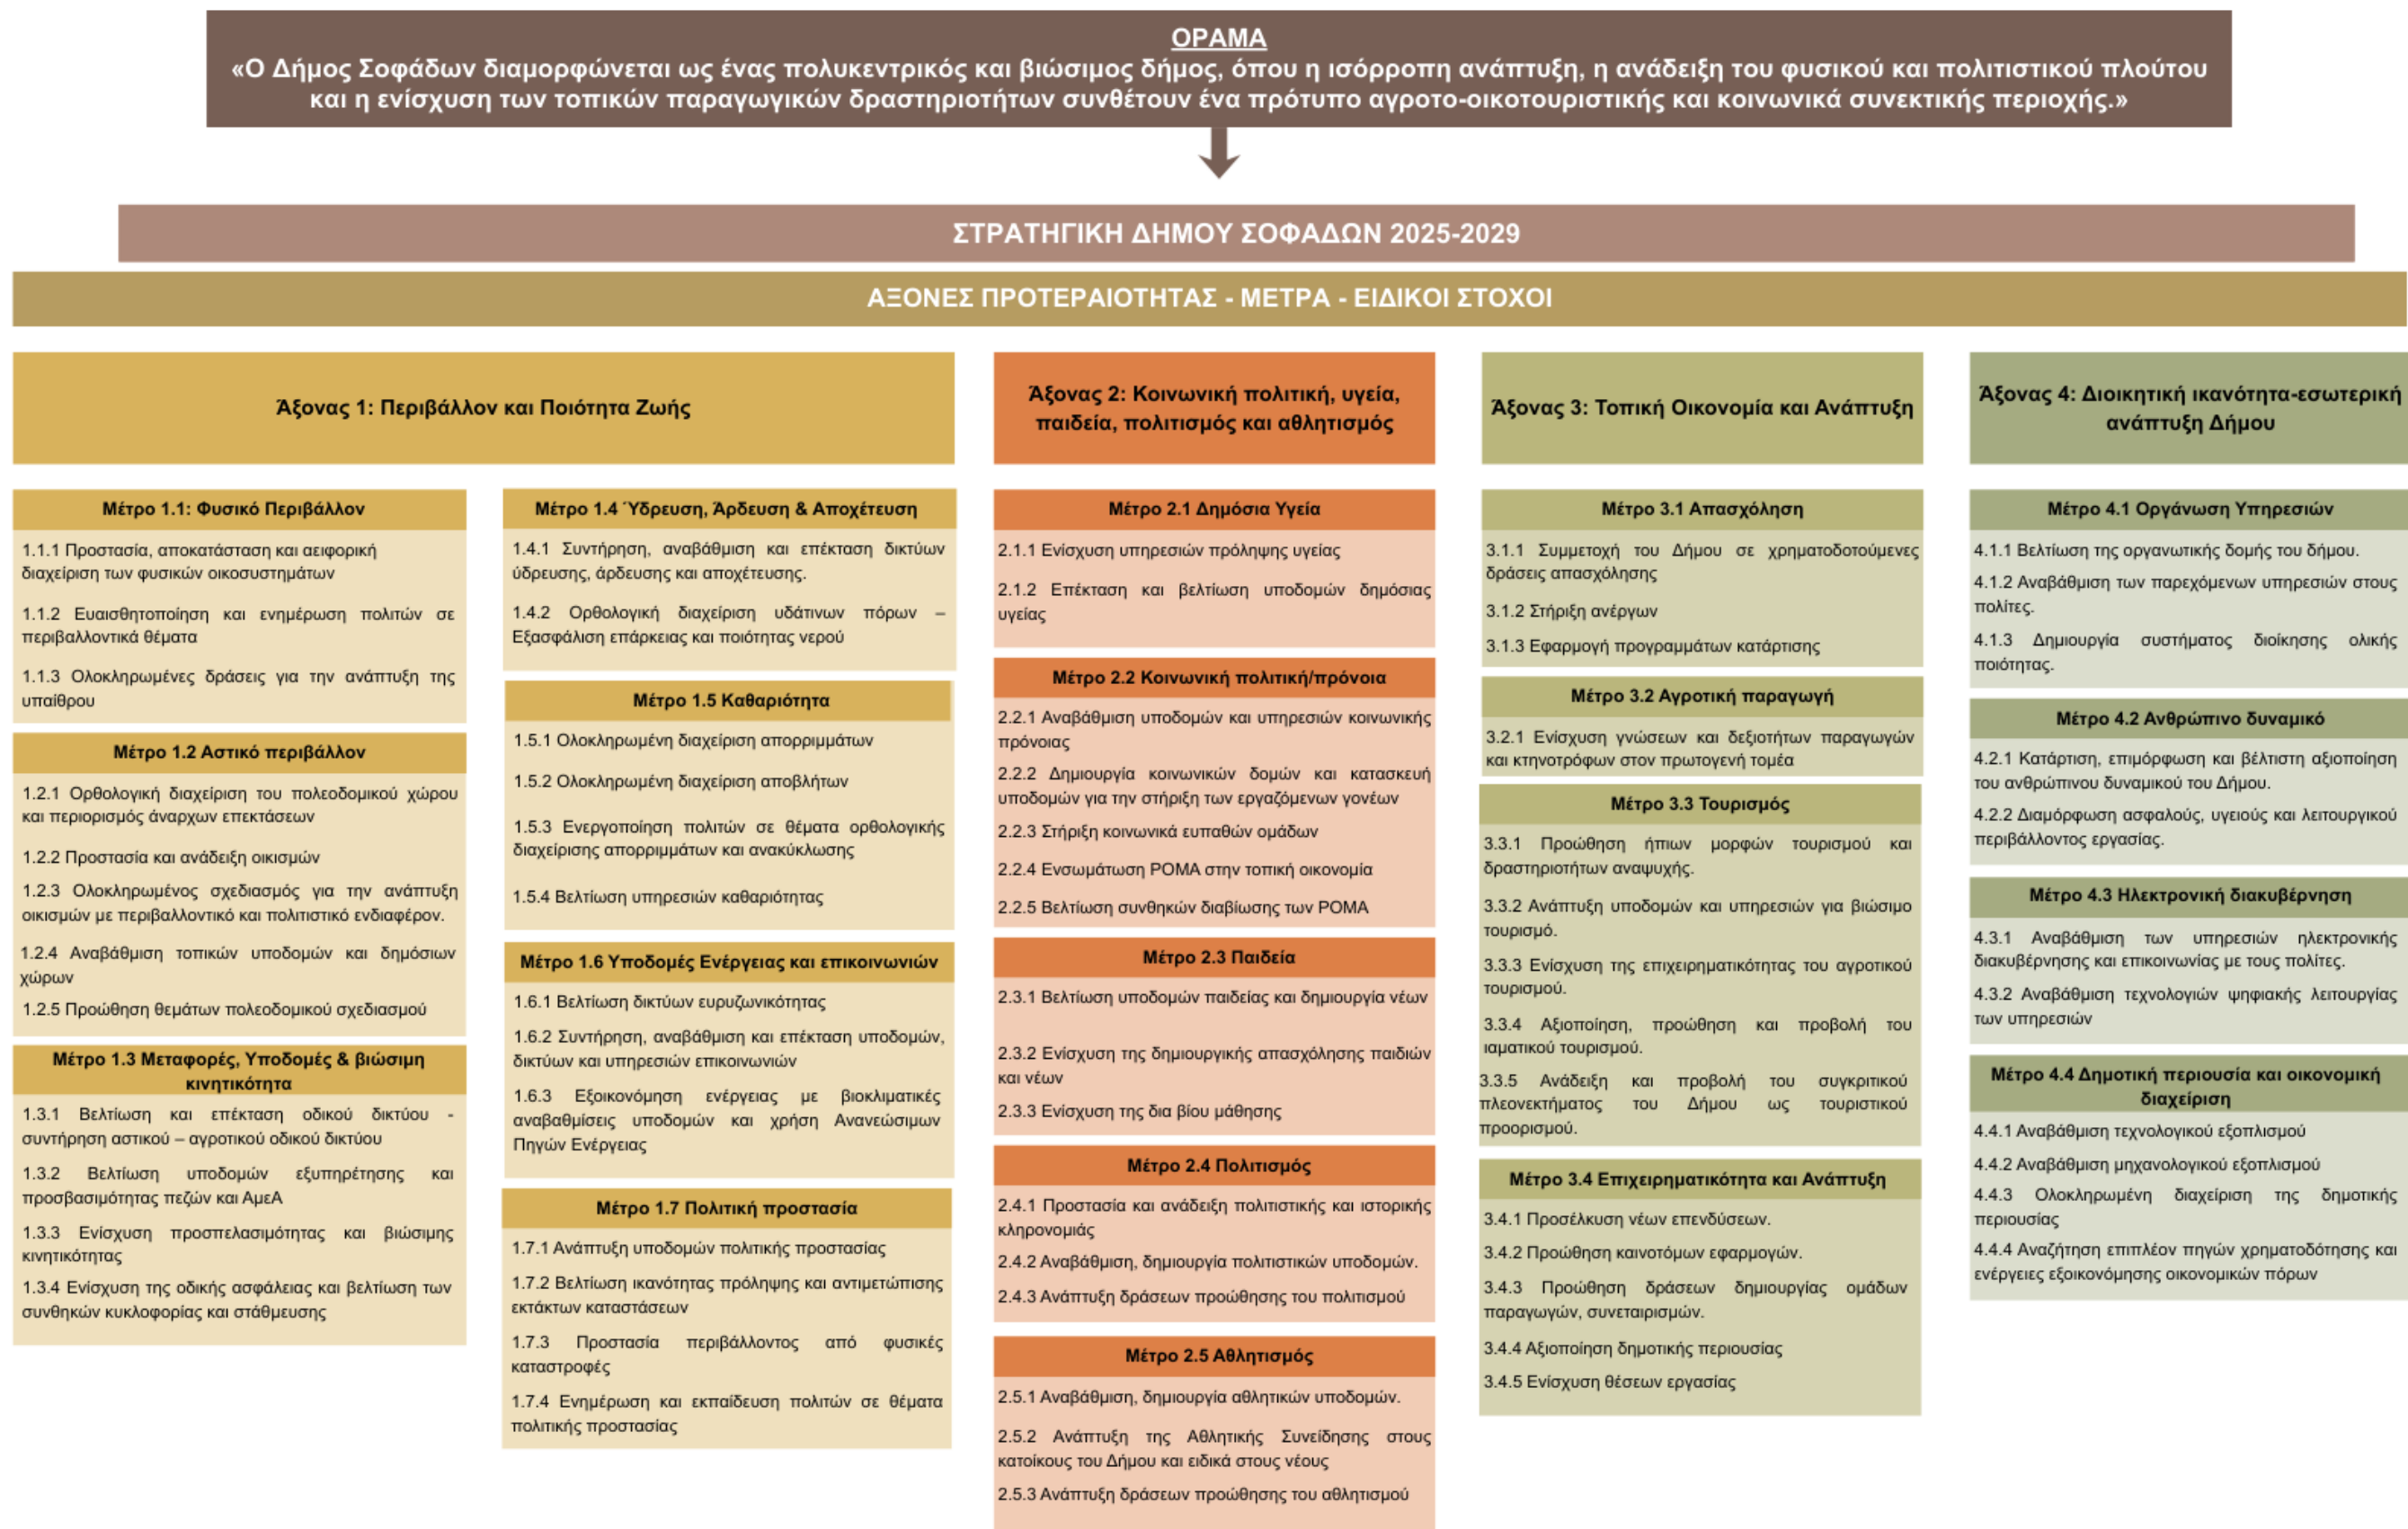 ΟΡΑΜΑ
«Ο Δήμος Σοφάδων διαμορφώνεται ως ένας πολυκεντρικός και βιώσιμος δήμος, όπου η ισόρροπη ανάπτυξη, η ανάδειξη του φυσικού και πολιτιστικού πλούτου
και η ενίσχυση των τοπικών παραγωγικών δραστηριοτήτων συνθέτουν ένα πρότυπο αγροτο-οικοτουριστικής και κοινωνικά συνεκτικής περιοχής.»
ΣΤΡΑΤΗΓΙΚΗ ΔΗΜΟΥ ΣΟΦΑΔΩΝ 2025-2029
ΑΞΟΝΕΣ ΠΡΟΤΕΡΑΙΟΤΗΤΑΣ - ΜΕΤΡΑ - ΕΙΔΙΚΟΙ ΣΤΟΧΟΙ
Άξονας 1: Περιβάλλον και Ποιότητα Ζωής
Μέτρο 1.1: Φυσικό Περιβάλλον
1.1.1 Προστασία, αποκατάσταση και αειφορική
διαχείριση των φυσικών οικοσυστημάτων
1.1.2 Ευαισθητοποίηση και ενημέρωση πολιτών σε
περιβαλλοντικά θέματα
1.1.3 Ολοκληρωμένες δράσεις για την ανάπτυξη της
υπαίθρου
Μέτρο 1.2 Αστικό περιβάλλον
1.2.1 Ορθολογική διαχείριση του πολεοδομικού χώρου
και περιορισμός άναρχων επεκτάσεων
1.2.2 Προστασία και ανάδειξη οικισμών
1.2.3 Ολοκληρωμένος σχεδιασμός για την ανάπτυξη
οικισμών με περιβαλλοντικό και πολιτιστικό ενδιαφέρον.
1.2.4 Αναβάθμιση τοπικών υποδομών και δημόσιων
χώρων
1.2.5 Προώθηση θεμάτων πολεοδομικού σχεδιασμού
Μέτρο 1.3 Μεταφορές, Υποδομές & βιώσιμη
κινητικότητα
1.3.1 Βελτίωση και επέκταση οδικού δικτύου -
συντήρηση αστικού – αγροτικού οδικού δικτύου
1.3.2 Βελτίωση υποδομών εξυπηρέτησης και
προσβασιμότητας πεζών και ΑμεΑ
1.3.3 Ενίσχυση προσπελασιμότητας και βιώσιμης
κινητικότητας
1.3.4 Ενίσχυση της οδικής ασφάλειας και βελτίωση των
συνθηκών κυκλοφορίας και στάθμευσης
Μέτρο 1.4 Ύδρευση, Άρδευση & Αποχέτευση
1.4.1 Συντήρηση, αναβάθμιση και επέκταση δικτύων
ύδρευσης, άρδευσης και αποχέτευσης.
1.4.2 Ορθολογική διαχείριση υδάτινων πόρων –
Εξασφάλιση επάρκειας και ποιότητας νερού
Μέτρο 1.5 Καθαριότητα
1.5.1 Ολοκληρωμένη διαχείριση απορριμμάτων
1.5.2 Ολοκληρωμένη διαχείριση αποβλήτων
1.5.3 Ενεργοποίηση πολιτών σε θέματα ορθολογικής
διαχείρισης απορριμμάτων και ανακύκλωσης
1.5.4 Βελτίωση υπηρεσιών καθαριότητας
Μέτρο 1.6 Υποδομές Ενέργειας και επικοινωνιών
1.6.1 Βελτίωση δικτύων ευρυζωνικότητας
1.6.2 Συντήρηση, αναβάθμιση και επέκταση υποδομών,
δικτύων και υπηρεσιών επικοινωνιών
1.6.3 Εξοικονόμηση ενέργειας με βιοκλιματικές
αναβαθμίσεις υποδομών και χρήση Ανανεώσιμων
Πηγών Ενέργειας
Μέτρο 1.7 Πολιτική προστασία
1.7.1 Ανάπτυξη υποδομών πολιτικής προστασίας
1.7.2 Βελτίωση ικανότητας πρόληψης και αντιμετώπισης
εκτάκτων καταστάσεων
1.7.3 Προστασία περιβάλλοντος από φυσικές
καταστροφές
1.7.4 Ενημέρωση και εκπαίδευση πολιτών σε θέματα
πολιτικής προστασίας
Άξονας 2: Κοινωνική πολιτική, υγεία,
παιδεία, πολιτισμός και αθλητισμός
Μέτρο 2.1 Δημόσια Υγεία
2.1.1 Ενίσχυση υπηρεσιών πρόληψης υγείας
2.1.2 Επέκταση και βελτίωση υποδομών δημόσιας
υγείας
Μέτρο 2.2 Κοινωνική πολιτική/πρόνοια
2.2.1 Αναβάθμιση υποδομών και υπηρεσιών κοινωνικής
πρόνοιας
2.2.2 Δημιουργία κοινωνικών δομών και κατασκευή
υποδομών για την στήριξη των εργαζόμενων γονέων
2.2.3 Στήριξη κοινωνικά ευπαθών ομάδων
2.2.4 Ενσωμάτωση ΡΟΜΑ στην τοπική οικονομία
2.2.5 Βελτίωση συνθηκών διαβίωσης των ΡΟΜΑ
Μέτρο 2.3 Παιδεία
2.3.1 Βελτίωση υποδομών παιδείας και δημιουργία νέων
2.3.2 Ενίσχυση της δημιουργικής απασχόλησης παιδιών
και νέων
2.3.3 Ενίσχυση της δια βίου μάθησης
Μέτρο 2.4 Πολιτισμός
2.4.1 Προστασία και ανάδειξη πολιτιστικής και ιστορικής
κληρονομιάς
2.4.2 Αναβάθμιση, δημιουργία πολιτιστικών υποδομών.
2.4.3 Ανάπτυξη δράσεων προώθησης του πολιτισμού
Μέτρο 2.5 Αθλητισμός
2.5.1 Αναβάθμιση, δημιουργία αθλητικών υποδομών.
2.5.2 Ανάπτυξη της Αθλητικής Συνείδησης στους
κατοίκους του Δήμου και ειδικά στους νέους
2.5.3 Ανάπτυξη δράσεων προώθησης του αθλητισμού
Άξονας 3: Τοπική Οικονομία και Ανάπτυξη
Μέτρο 3.1 Απασχόληση
3.1.1 Συμμετοχή του Δήμου σε χρηματοδοτούμενες
δράσεις απασχόλησης
3.1.2 Στήριξη ανέργων
3.1.3 Εφαρμογή προγραμμάτων κατάρτισης
Μέτρο 3.2 Αγροτική παραγωγή
3.2.1 Ενίσχυση γνώσεων και δεξιοτήτων παραγωγών
και κτηνοτρόφων στον πρωτογενή τομέα
Μέτρο 3.3 Τουρισμός
3.3.1 Προώθηση ήπιων μορφών τουρισμού και
δραστηριοτήτων αναψυχής.
3.3.2 Ανάπτυξη υποδομών και υπηρεσιών για βιώσιμο
τουρισμό.
3.3.3 Ενίσχυση της επιχειρηματικότητας του αγροτικού
τουρισμού.
3.3.4 Αξιοποίηση, προώθηση και προβολή του
ιαματικού τουρισμού.
3.3.5 Ανάδειξη και προβολή του συγκριτικού
πλεονεκτήματος του Δήμου ως τουριστικού
προορισμού.
Μέτρο 3.4 Επιχειρηματικότητα και Ανάπτυξη
3.4.1 Προσέλκυση νέων επενδύσεων.
3.4.2 Προώθηση καινοτόμων εφαρμογών.
3.4.3 Προώθηση δράσεων δημιουργίας ομάδων
παραγωγών, συνεταιρισμών.
3.4.4 Αξιοποίηση δημοτικής περιουσίας
3.4.5 Ενίσχυση θέσεων εργασίας
Άξονας 4: Διοικητική ικανότητα-εσωτερική
ανάπτυξη Δήμου
Μέτρο 4.1 Οργάνωση Υπηρεσιών
4.1.1 Βελτίωση της οργανωτικής δομής του δήμου.
4.1.2 Αναβάθμιση των παρεχόμενων υπηρεσιών στους
πολίτες.
4.1.3 Δημιουργία συστήματος διοίκησης ολικής
ποιότητας.
Μέτρο 4.2 Ανθρώπινο δυναμικό
4.2.1 Κατάρτιση, επιμόρφωση και βέλτιστη αξιοποίηση
του ανθρώπινου δυναμικού του Δήμου.
4.2.2 Διαμόρφωση ασφαλούς, υγειούς και λειτουργικού
περιβάλλοντος εργασίας.
Μέτρο 4.3 Ηλεκτρονική διακυβέρνηση
4.3.1 Αναβάθμιση των υπηρεσιών ηλεκτρονικής
διακυβέρνησης και επικοινωνίας με τους πολίτες.
4.3.2 Αναβάθμιση τεχνολογιών ψηφιακής λειτουργίας
των υπηρεσιών
Μέτρο 4.4 Δημοτική περιουσία και οικονομική
διαχείριση
4.4.1 Αναβάθμιση τεχνολογικού εξοπλισμού
4.4.2 Αναβάθμιση μηχανολογικού εξοπλισμού
4.4.3 Ολοκληρωμένη διαχείριση της δημοτικής
περιουσίας
4.4.4 Αναζήτηση επιπλέον πηγών χρηματοδότησης και
ενέργειες εξοικονόμησης οικονομικών πόρων